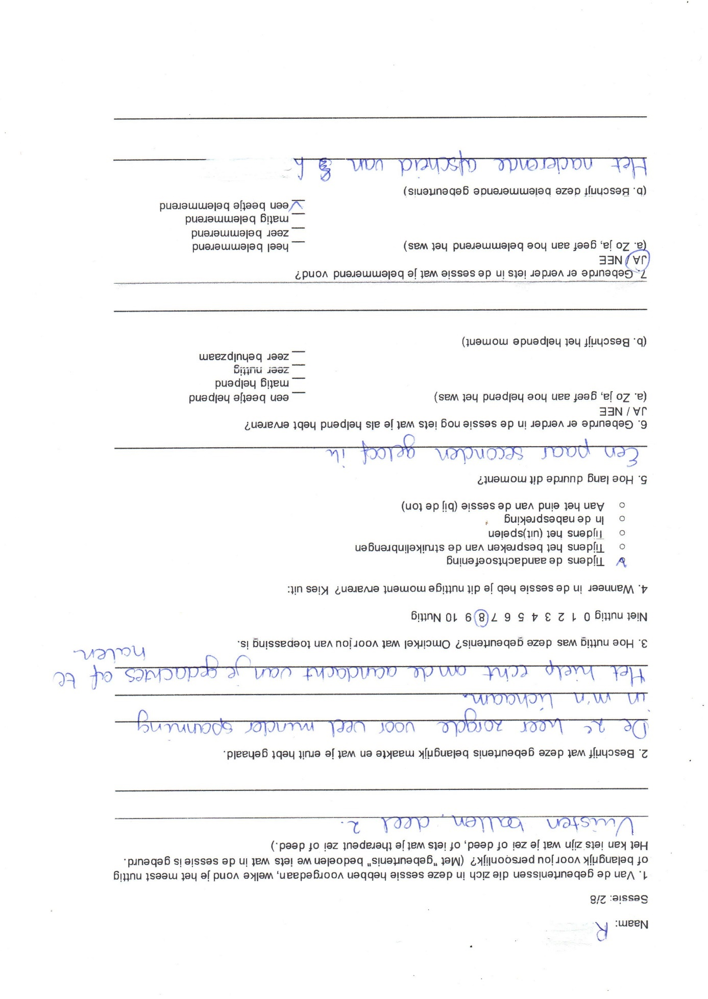 Naam: R
Sessie: 2/8
1. Van de gebeurtenissen die zich in deze sessie hebben voorgedaan, welke vond je het meest nuttig
of belangrijk voor jou persoonlijk? (Met "gebeurtenis" bedoelen we iets wat in de sessie is gebeurd.
Het kan iets zijn wat je zei of deed, of iets wat je therapeut zei of deed.)
Vuisten ballen, deel 2.
2. Beschrijf wat deze gebeurtenis belangrijk maakte en wat je eruit hebt gehaald.
De 2e keer zorgde voor veel minder spanning
in m'n lichaam.
Het hielp echt om de aandacht van je gedachtes af te
halen.
3. Hoe nuttig was deze gebeurtenis? Omcirkel wat voor jou van toepassing is.
Niet nuttig 0 1 2 3 4 5 6 7 8 9 10 Nuttig
4. Wanneer in de sessie heb je dit nuttige moment ervaren? Kies uit:
Tijdens de aandachtsoefening
Tijdens het bespreken van de struikelinbrengen
Tijdens het (uit)spelen
In de nabespreking
Aan het eind van de sessie (bij de ton)
5. Hoe lang duurde dit moment?
Een paar seconden geloof ik
6. Gebeurde er verder in de sessie nog iets wat je als helpend hebt ervaren?
JA / NEE
(a. Zo ja, geef aan hoe helpend het was) __ een beetje helpend
__ matig helpend
__ zeer nuttig
__ zeer behulpzaam
(b. Beschrijf het helpende moment)
7. Gebeurde er verder iets in de sessie wat je belemmerend vond?
JA / NEE
(a. Zo ja, geef aan hoe belemmerend het was) __ heel belemmerend
__ zeer belemmerend
__ matig belemmerend
__ een beetje belemmerend
(b. Beschrijf deze belemmerende gebeurtenis)
Het naderende afscheid van